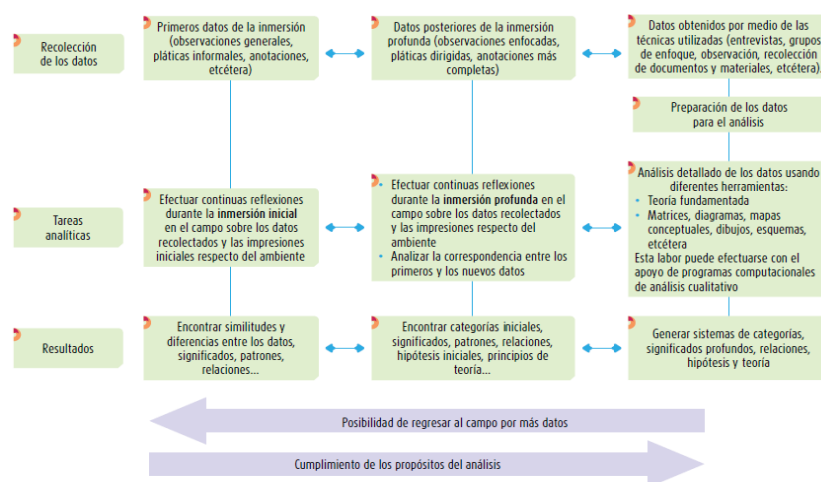 Recolección
de los datos
Primeros datos de la inmersión
(observaciones generales,
pláticas informales, anotaciones,
etcétera)
Datos posteriores de la inmersión
profunda (observaciones enfocadas,
pláticas dirigidas, anotaciones más
completas)
Datos obtenidos por medio de las
técnicas utilizadas (entrevistas, grupos
de enfoque, observación, recolección
de documentos y materiales, etcétera).
Preparación de los datos
para el análisis
Tareas
analíticas
Efectuar continuas reflexiones
durante la inmersión inicial
en el campo sobre los datos
recolectados y las impresiones
iniciales respecto del ambiente
• Efectuar continuas reflexiones
durante la inmersión profunda en el
campo sobre los datos recolectados
y las impresiones respecto del
ambiente
• Analizar la correspondencia entre los
primeros y los nuevos datos
Análisis detallado de los datos usando
diferentes herramientas:
• Teoría fundamentada
• Matrices, diagramas, mapas
conceptuales, dibujos, esquemas,
etcétera
Esta labor puede efectuarse con el
apoyo de programas computacionales
de análisis cualitativo
Resultados
Encontrar similitudes y
diferencias entre los datos,
significados, patrones,
relaciones...
Encontrar categorías iniciales,
significados, patrones, relaciones,
hipótesis iniciales, principios de
teoría...
Generar sistemas de categorías,
significados profundos, relaciones,
hipótesis y teoría
Posibilidad de regresar al campo por más datos
Cumplimiento de los propósitos del análisis